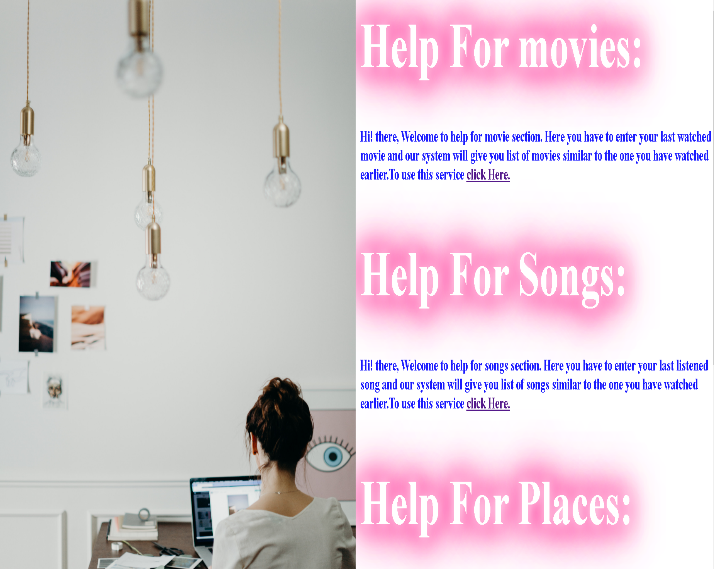 Help For movies:
Hi! there, Welcome to help for movie section. Here you have to enter your last watched
movie and our system will give you list of movies similar to the one you have watched
earlier.To use this service click Here.
Help For Songs:
Hi! there, Welcome to help for songs section. Here you have to enter your last listened
song and our system will give you list of songs similar to the one you have watched
earlier.To use this service click Here.
Help For Places: